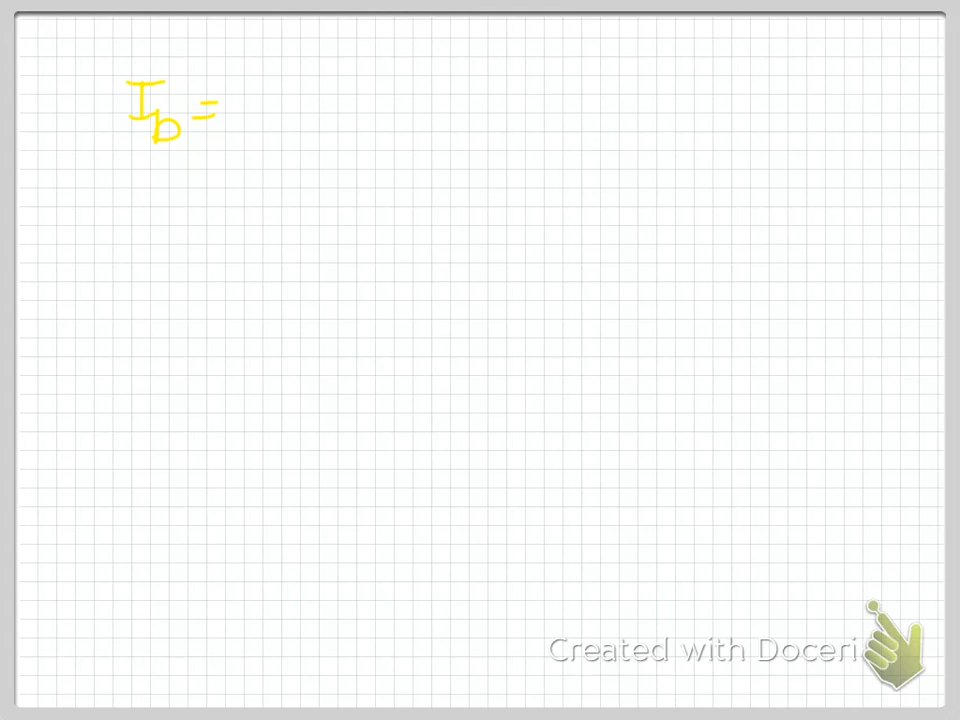 I_b =
Created with Doceri